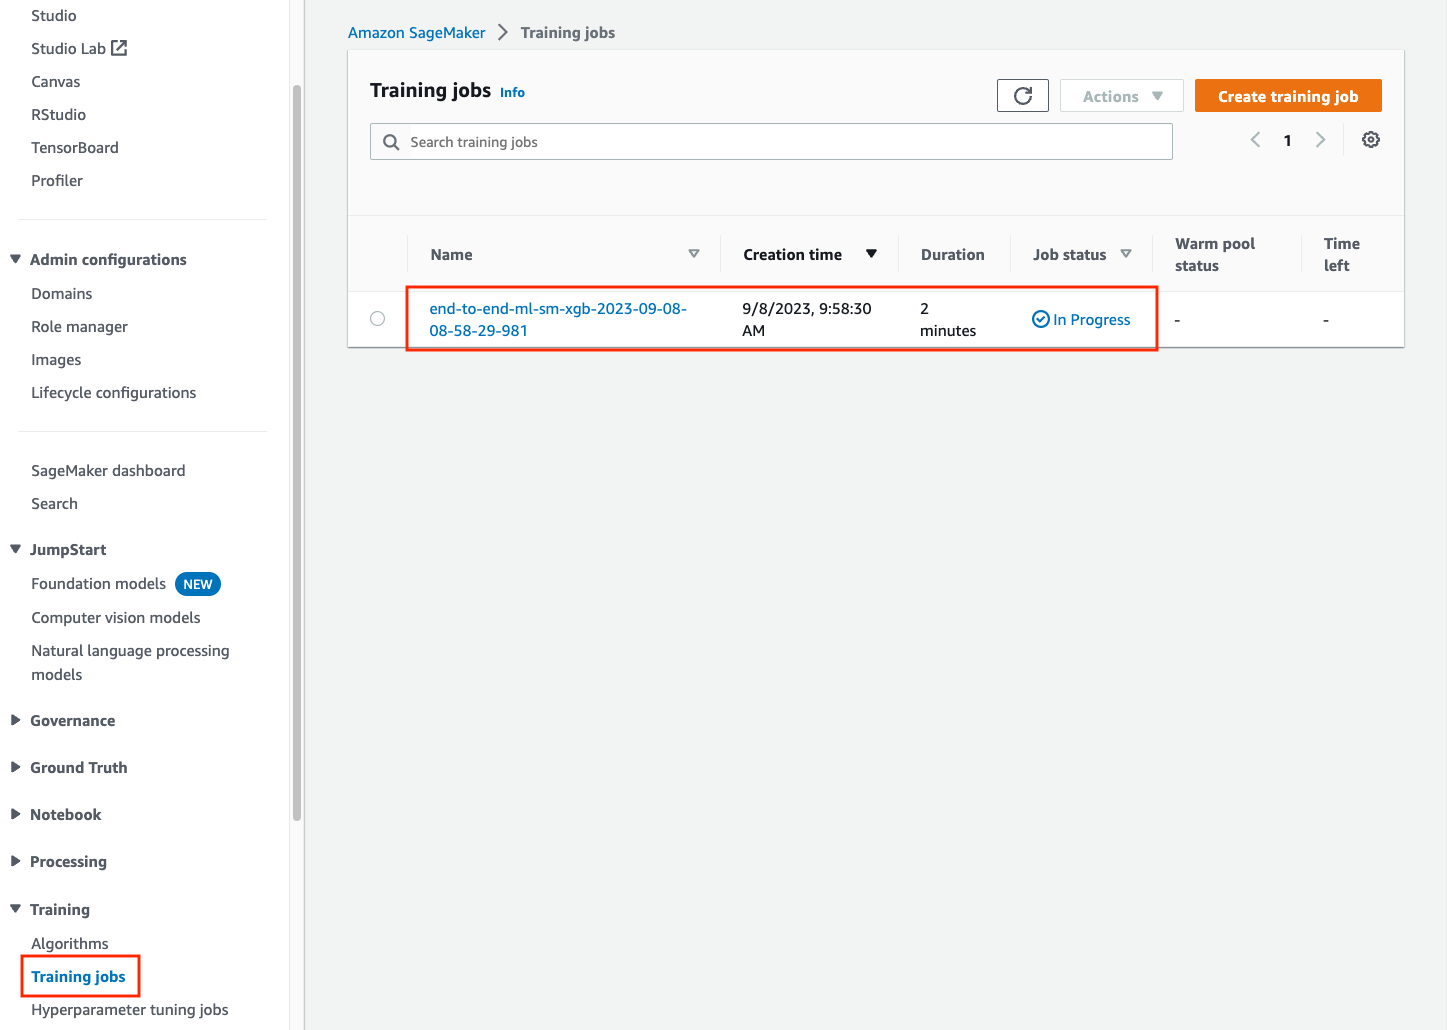 Studio
Studio Lab
Canvas
RStudio
TensorBoard
Profiler
Admin configurations
Domains
Role manager
Images
Lifecycle configurations
SageMaker dashboard
Search
JumpStart
Foundation models NEW
Computer vision models
Natural language processing
models
Governance
Ground Truth
Notebook
Processing
Training
Algorithms
Training jobs
Hyperparameter tuning jobs
Amazon SageMaker > Training jobs
Training jobs Info
Actions
Create training job
Search training jobs
1
Name
Creation time
Duration
Job status
Warm pool
status
Time
left
end-to-end-ml-sm-xgb-2023-09-08-
08-58-29-981
9/8/2023, 9:58:30
AM
2
minutes
In Progress
-
-